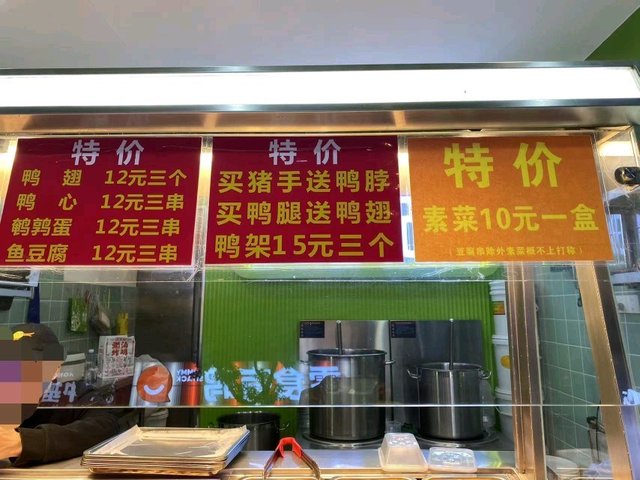 特价
鸭翅 12元三个
鸭心 12元三串
鹌鹑蛋 12元三串
鱼豆腐 12元三串
特价
买猪手送鸭脖
买鸭腿送鸭翅
鸭架15元三个
特价
素菜10元一盒